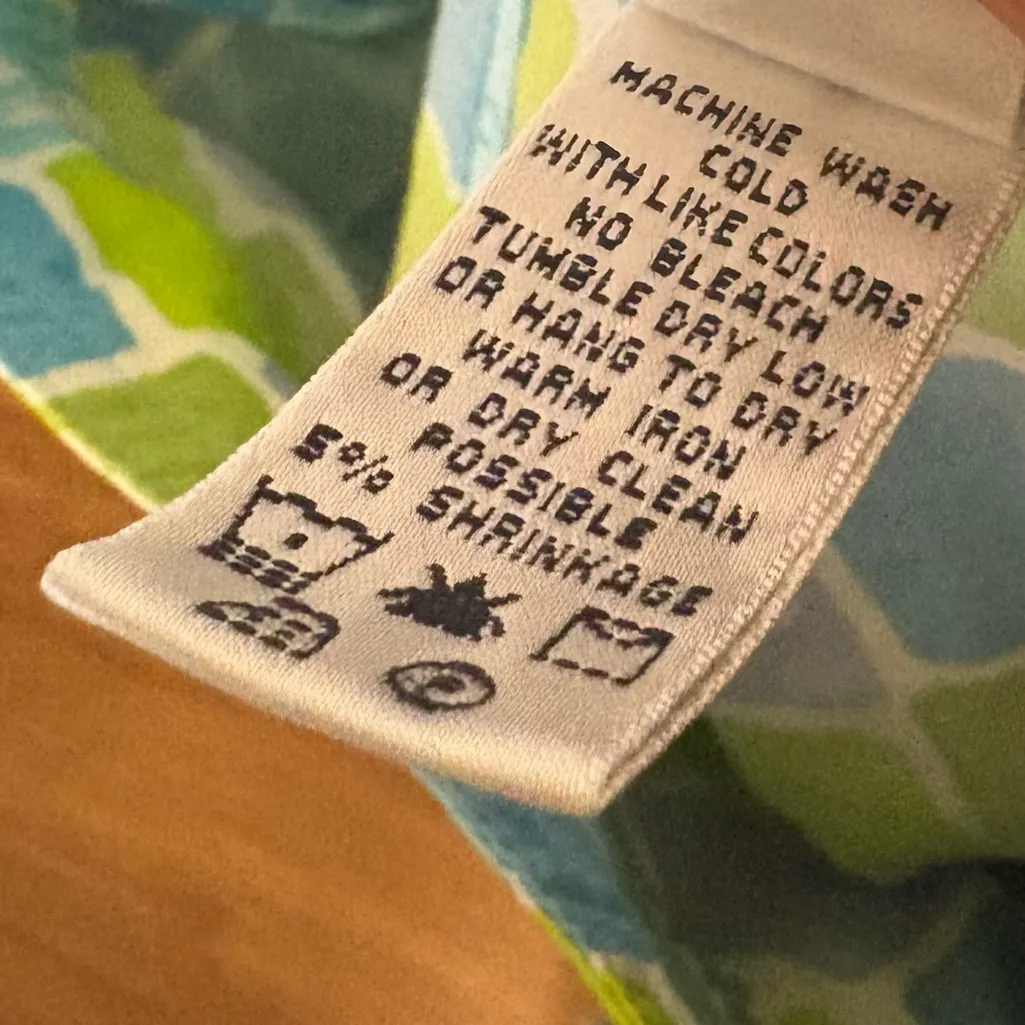 MACHINE WASH
COLD
WITH LIKE COLORS
NO BLEACH
TUMBLE DRY LOW
OR HANG TO DRY
WARM IRON
OR DRY CLEAN
POSSIBLE
5% SHRINKAGE